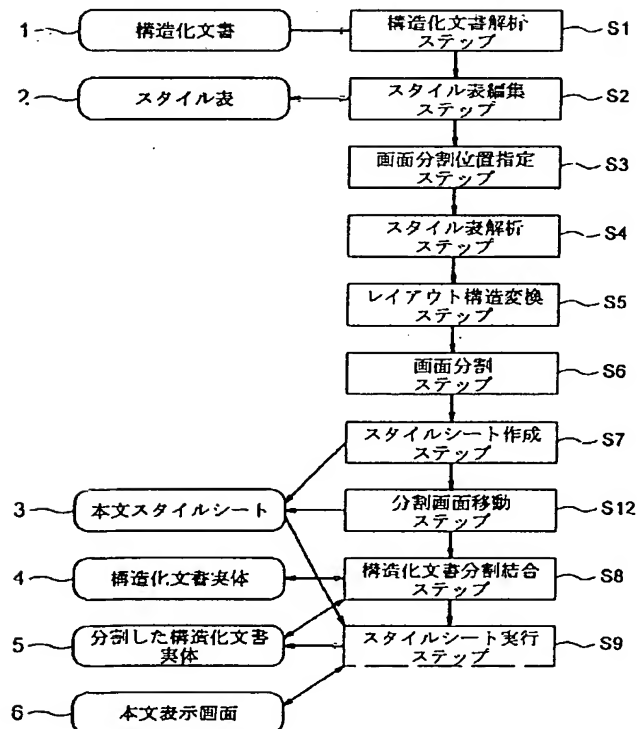 1
構造化文書
構造化文書解析
ステップ
S1
2
スタイル表
スタイル表編集
ステップ
S2
画面分割位置指定
ステップ
S3
スタイル表解析
ステップ
S4
レイアウト構造変換
ステップ
S5
画面分割
ステップ
S6
スタイルシート作成
ステップ
S7
3
本文スタイルシート
分割画面移動
ステップ
S12
4
構造化文書実体
構造化文書分割結合
ステップ
S8
5
分割した構造化文書
実体
スタイルシート実行
ステップ
S9
6
本文表示画面